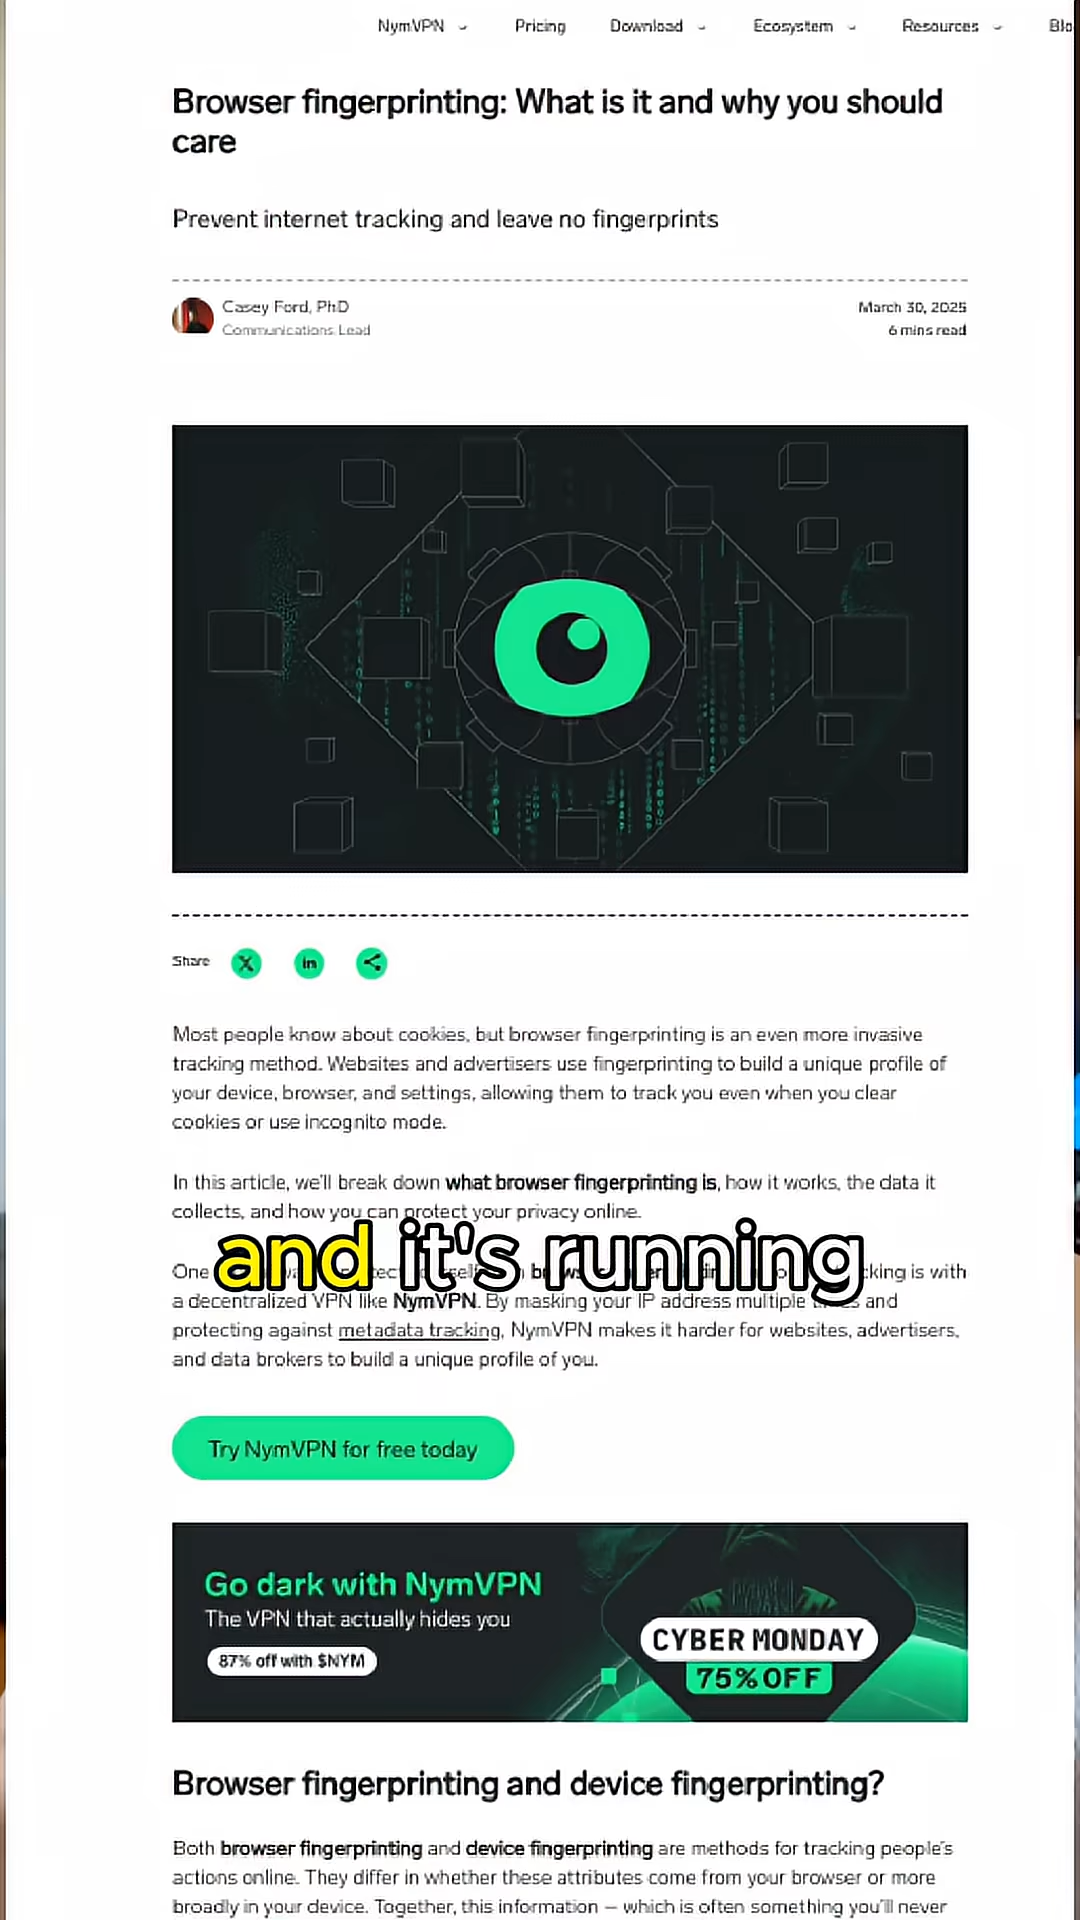 NymVPN Pricing Download Ecosystem Resources Blo
Browser fingerprinting: What is it and why you should
care
Prevent internet tracking and leave no fingerprints
Casey Ford, PhD
Communications Lead
March 30, 2025
6 mins read
Share
Most people know about cookies, but browser fingerprinting is an even more invasive
tracking method. Websites and advertisers use fingerprinting to build a unique profile of
your device, browser, and settings, allowing them to track you even when you clear
cookies or use incognito mode.
In this article, we'll break down what browser fingerprinting is, how it works, the data it
collects, and how you can protect your privacy online.
and it's running
One king is with
a decentralized VPN like NymVPN. By masking your IP address multiple and
protecting against metadata tracking, NymVPN makes it harder for websites, advertisers,
and data brokers to build a unique profile of you.
Try NymVPN for free today
Go dark with NymVPN
The VPN that actually hides you
87% off with $NYM
CYBER MONDAY
75% OFF
Browser fingerprinting and device fingerprinting?
Both browser fingerprinting and device fingerprinting are methods for tracking people's
actions online. They differ in whether these attributes come from your browser or more
broadly in your device. Together, this information — which is often something you'll never